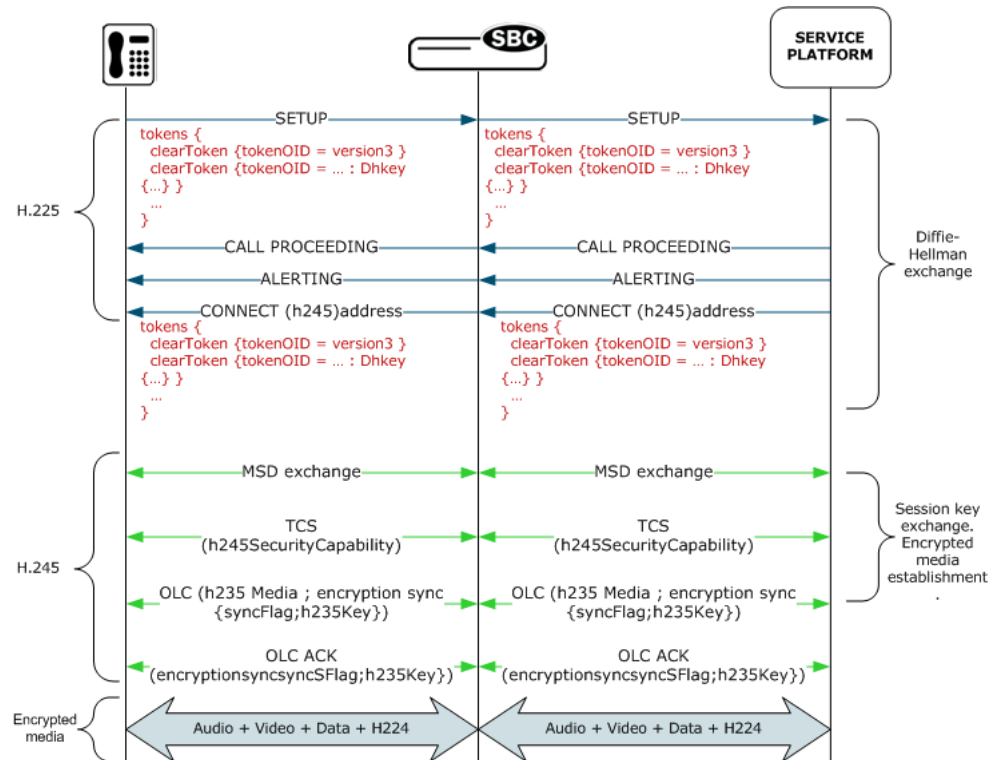 SBC
SERVICE
PLATFORM
SETUP
SETUP
tokens {
clearToken {tokenOID = version3 }
clearToken {tokenOID = ... : Dhkey
{...} }
...
}
tokens {
clearToken {tokenOID = version3 }
clearToken {tokenOID = ... : Dhkey
{...} }
...
}
H.225
CALL PROCEEDING
CALL PROCEEDING
Diffie-
Hellman
exchange
ALERTING
ALERTING
CONNECT (h245)address
CONNECT (h245)address
tokens {
clearToken {tokenOID = version3 }
clearToken {tokenOID = ... : Dhkey
{...} }
...
}
tokens {
clearToken {tokenOID = version3 }
clearToken {tokenOID = ... : Dhkey
{...} }
...
}
MSD exchange
MSD exchange
TCS
(h245SecurityCapability)
TCS
(h245SecurityCapability)
Session key
exchange.
Encrypted
media
establishment
.
H.245
OLC (h235 Media ; encryption sync
{syncFlag;h235Key})
OLC (h235 Media ; encryption sync
{syncFlag;h235Key})
OLC ACK
(encryptionsyncsyncSFlag;h235Key})
OLC ACK
(encryptionsyncsyncSFlag;h235Key})
Encrypted
media
Audio + Video + Data + H224
Audio + Video + Data + H224